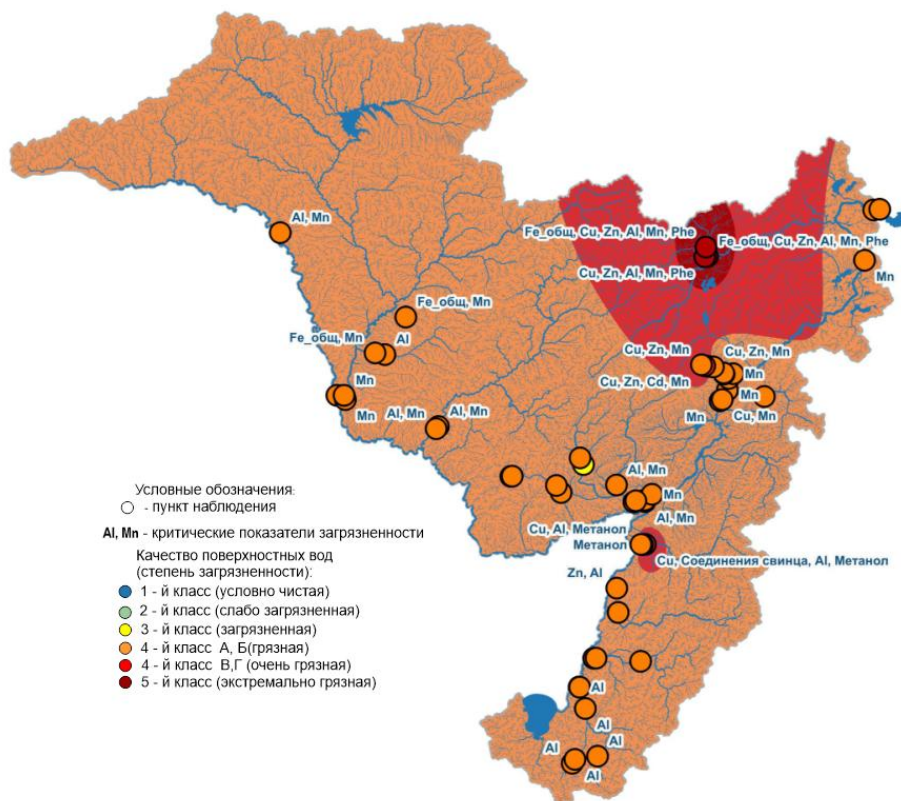 Al, Mn
Fe_общ, Cu, Zn, Al, Mn, Phe
Fe_общ, Cu, Zn, Al, Mn, Phe
Cu, Zn, Al, Mn, Phe
Mn
Fe_общ, Mn
Fe_общ, Mn
Al
Cu, Zn, Mn
Cu, Zn, Mn
Mn
Cu, Zn, Cd, Mn
Mn
Mn
Mn
Al, Mn
Al, Mn
Mn
Cu, Mn
Al, Mn
Mn
Al, Mn
Cu, Al, Метанол
Метанол
Cu, Соединения свинца, Al, Метанол
Zn, Al
Al
Al
Al
Al
Al
Условные обозначения:
- пункт наблюдения
Al, Mn - критические показатели загрязненности
Качество поверхностных вод
(степень загрязненности):
1 - й класс (условно чистая)
2 - й класс (слабо загрязненная)
3 - й класс (загрязненная)
4 - й класс А, Б(грязная)
4 - й класс В,Г (очень грязная)
5 - й класс (экстремально грязная)